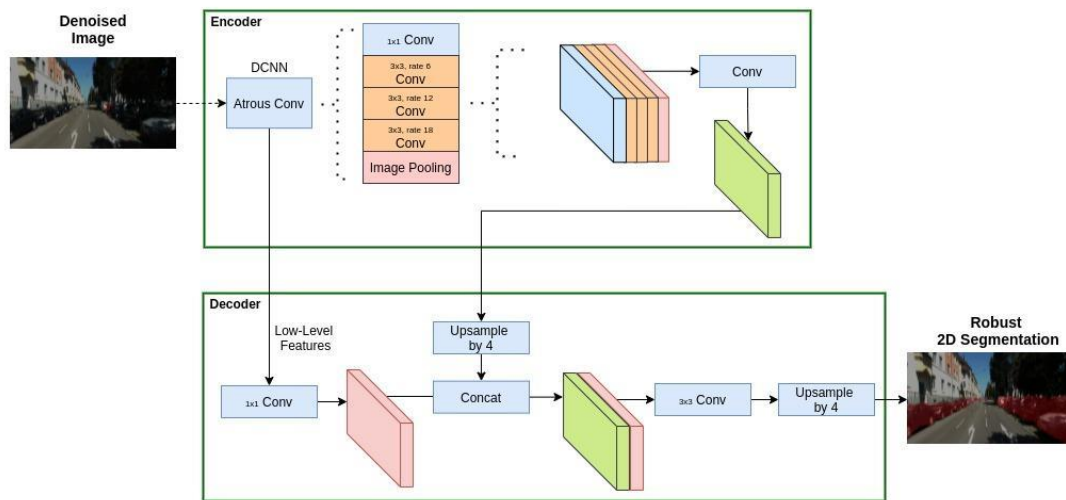 Denoised
Image
Encoder
DCNN
Atrous Conv
1x1 Conv
3x3, rate 6
Conv
3x3, rate 12
Conv
3x3, rate 18
Conv
Image Pooling
Conv
Decoder
Low-Level
Features
1x1 Conv
Upsample
by 4
Concat
3x3 Conv
Upsample
by 4
Robust
2D Segmentation